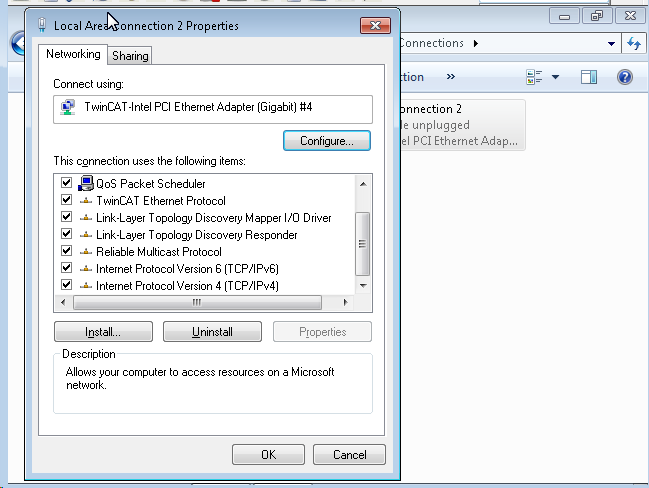 Local Area Connection 2 Properties
Networking
Sharing
Connect using:
TwinCAT-Intel PCI Ethernet Adapter (Gigabit) #4
Configure...
This connection uses the following items:
QoS Packet Scheduler
TwinCAT Ethernet Protocol
Link-Layer Topology Discovery Mapper I/O Driver
Link-Layer Topology Discovery Responder
Reliable Multicast Protocol
Internet Protocol Version 6 (TCP/IPv6)
Internet Protocol Version 4 (TCP/IPv4)
Install...
Uninstall
Properties
Description
Allows your computer to access resources on a Microsoft
network.
OK
Cancel
Connections
ction
»
onnection 2
le unplugged
el PCI Ethernet Adap...